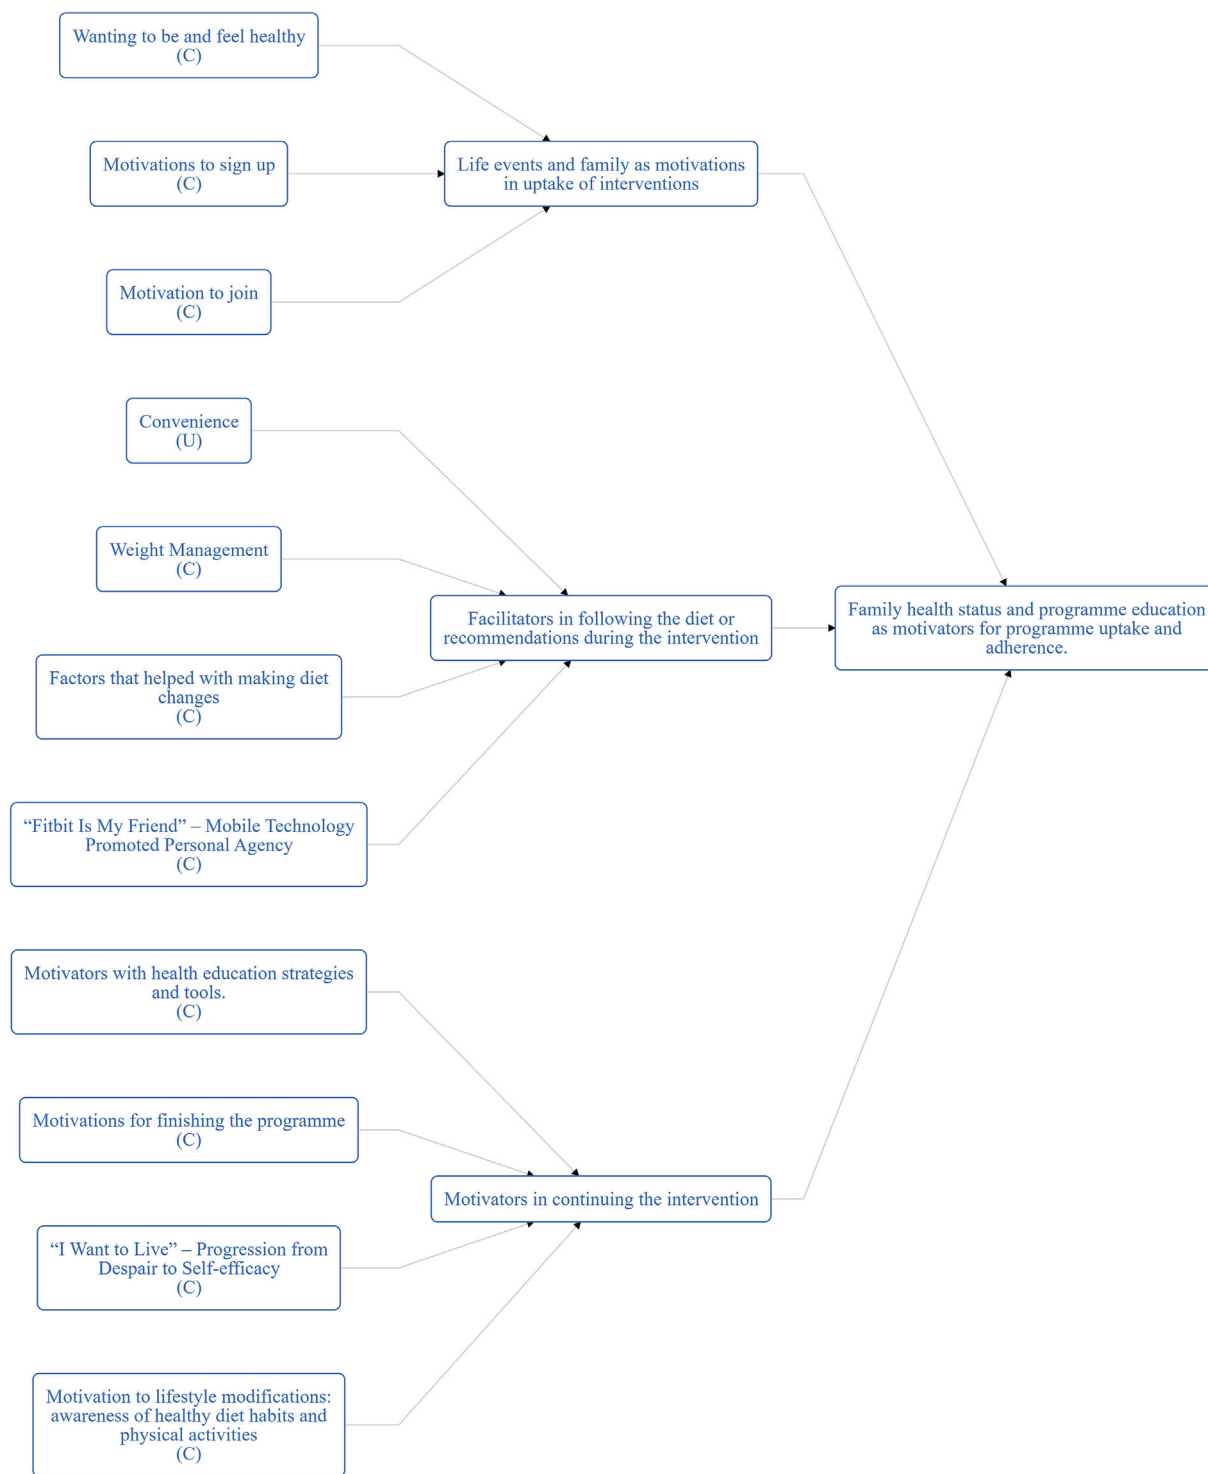 Wanting to be and feel healthy
(C)
Motivations to sign up
(C)
Motivation to join
(C)
Life events and family as motivations
in uptake of interventions
Convenience
(U)
Weight Management
(C)
Factors that helped with making diet
changes
(C)
“Fitbit Is My Friend” – Mobile Technology
Promoted Personal Agency
(C)
Facilitators in following the diet or
recommendations during the intervention
Family health status and programme education
as motivators for programme uptake and
adherence.
Motivators with health education strategies
and tools.
(C)
Motivations for finishing the programme
(C)
“I Want to Live” – Progression from
Despair to Self-efficacy
(C)
Motivation to lifestyle modifications:
awareness of healthy diet habits and
physical activities
(C)
Motivators in continuing the intervention